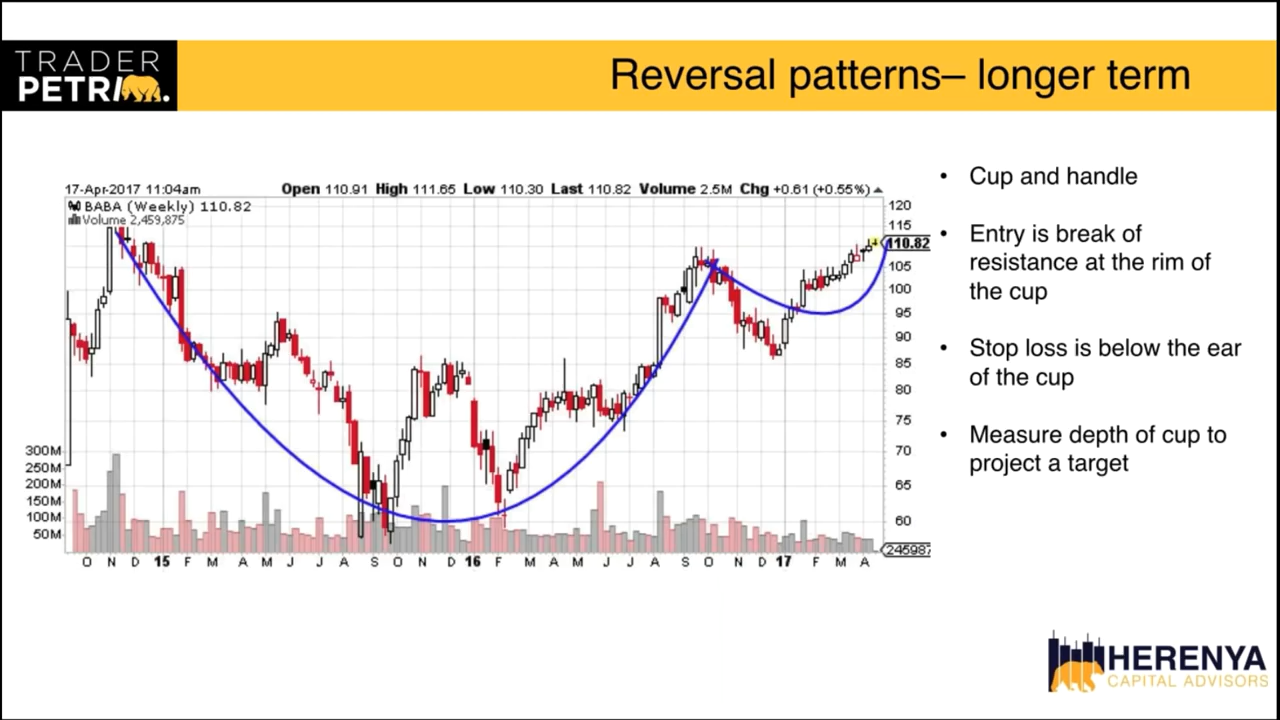 TRADER
PETRI.
Reversal patterns– longer term
17-Apr-2017 11:04am Open 110.91 High 111.65 Low 110.30 Last 110.82 Volume 2.5M Chg +0.61 (+0.55%)
BABA (Weekly) 110.82
Volume 2,459,875
120
115
110.82
105
100
95
90
85
80
75
70
65
60
300M
250M
200M
150M
100M
50M
245987
O N D 15 F M A M J J A S O N D 16 F M A M J J A S O N D 17 F M A
• Cup and handle
• Entry is break of
resistance at the rim of
the cup
• Stop loss is below the ear
of the cup
• Measure depth of cup to
project a target
HERENYA
CAPITAL ADVISORS